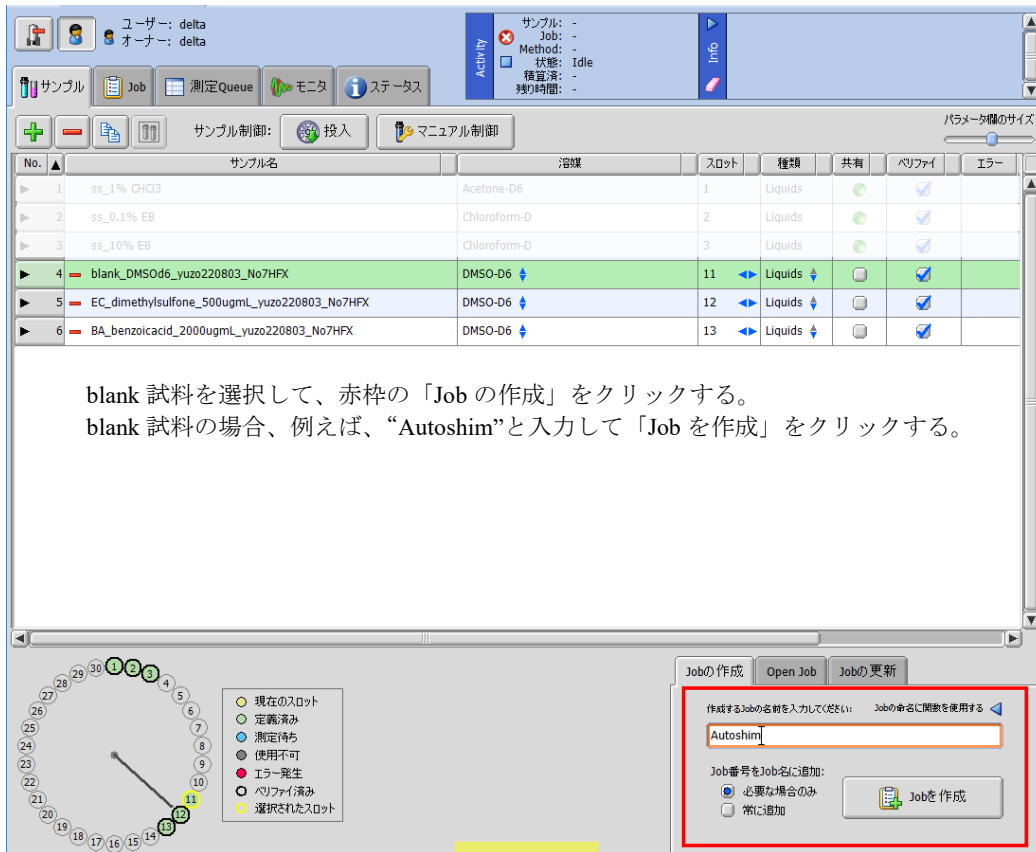 ユーザー: delta
オーナー: delta
Activity
サンプル: -
Job: -
Method: -
状態: Idle
積算済: -
残り時間: -
Info
サンプル
Job
測定Queue
モニタ
ステータス
サンプル制御:
投入
マニュアル制御
パラメータ欄のサイズ
No. サンプル名 溶媒 スロット 種類 共有 ベリファイ エラー
1 ss_1% CHCl3 Acetone-D6 1 Liquids
2 ss_0.1% EB Chloroform-D 2 Liquids
3 ss_10% EB Chloroform-D 3 Liquids
4 blank_DMSOd6_yuzo220803_No7HFX DMSO-D6 11 Liquids
5 EC_dimethylsulfone_500ugmL_yuzo220803_No7HFX DMSO-D6 12 Liquids
6 BA_benzoicacid_2000ugmL_yuzo220803_No7HFX DMSO-D6 13 Liquids
blank 試料を選択して、赤枠の「Job の作成」をクリックする。
blank 試料の場合、例えば、“Autoshim”と入力して「Job を作成」をクリックする。
1
2
3
4
5
6
7
8
9
10
11
12
13
14
15
16
17
18
19
20
21
22
23
24
25
26
27
28
29
30
現在のスロット
定義済み
測定待ち
使用不可
エラー発生
ベリファイ済み
選択されたスロット
Jobの作成
Open Job
Jobの更新
作成するJobの名前を入力してください:
Jobの命名に関数を使用する
Autoshim
Job番号をJob名に追加:
必要な場合のみ
常に追加
Jobを作成